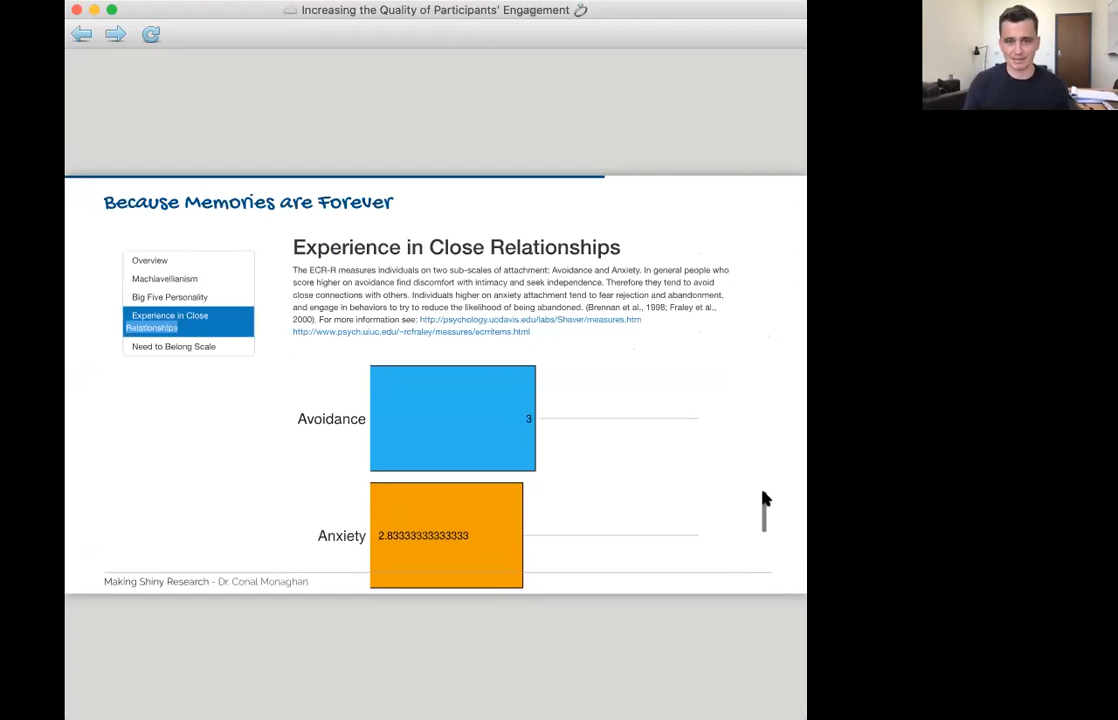 Increasing the Quality of Participants' Engagement
Because Memories are Forever
Overview
Machiavellianism
Big Five Personality
Experience in Close
Relationships
Need to Belong Scale
Experience in Close Relationships
The ECR-R measures individuals on two sub-scales of attachment: Avoidance and Anxiety. In general people who
score higher on avoidance find discomfort with intimacy and seek independence. Therefore they tend to avoid
close connections with others. Individuals higher on anxiety attachment tend to fear rejection and abandonment,
and engage in behaviors to try to reduce the likelihood of being abandoned. (Brennan et al., 1998; Fraley et al.,
2000). For more information see: http://psychology.ucdavis.edu/labs/Shaver/measures.htm
http://www.psych.uiuc.edu/~rcfraley/measures/ecrritems.html
Avoidance
3
Anxiety
2.83333333333333
Making Shiny Research - Dr. Conal Monaghan